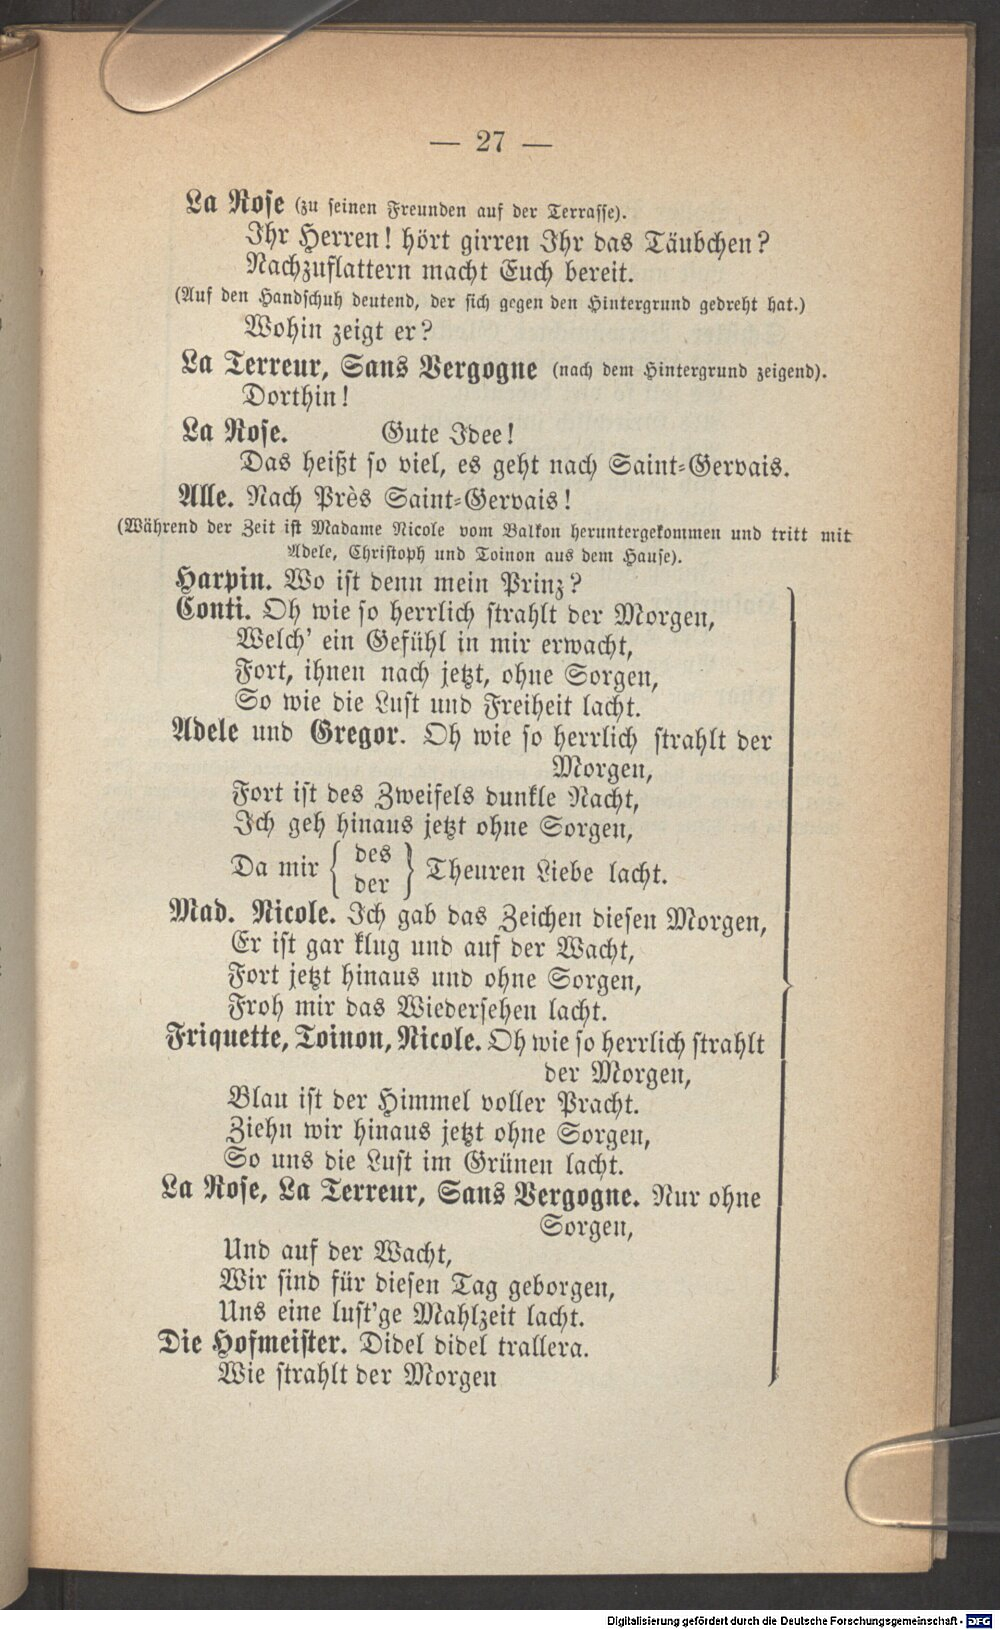 — 27 —
La Rose (zu seinen Freunden auf der Terrasse).
Ihr Herren! hört girren Ihr das Täubchen?
Nachzuflattern macht Euch bereit.
(Auf den Handschuh deutend, der sich gegen den Hintergrund gedreht hat.)
Wohin zeigt er?
La Terreur, Sans Vergogne (nach dem Hintergrund zeigend).
Dorthin!
La Rose. Gute Idee!
Das heißt so viel, es geht nach Saint-Gervais.
Alle. Nach Près Saint-Gervais!
(Während der Zeit ist Madame Nicole vom Balkon heruntergekommen und tritt mit
Adele, Christoph und Toinon aus dem Hause).
Harpin. Wo ist denn mein Prinz?
Conti. Oh wie so herrlich strahlt der Morgen,
Welch' ein Gefühl in mir erwacht,
Fort, ihnen nach jetzt, ohne Sorgen,
So wie die Lust und Freiheit lacht.
Adele und Gregor. Oh wie so herrlich strahlt der
Morgen,
Fort ist des Zweifels dunkle Nacht,
Ich geh hinaus jetzt ohne Sorgen,
Da mir { des
der } Theuren Liebe lacht.
Mad. Nicole. Ich gab das Zeichen diesen Morgen,
Er ist gar klug und auf der Wacht,
Fort jetzt hinaus und ohne Sorgen,
Froh mir das Wiedersehen lacht.
Friquette, Toinon, Nicole. Oh wie so herrlich strahlt
der Morgen,
Blau ist der Himmel voller Pracht.
Ziehn wir hinaus jetzt ohne Sorgen,
So uns die Lust im Grünen lacht.
La Rose, La Terreur, Sans Vergogne. Nur ohne
Sorgen,
Und auf der Wacht,
Wir sind für diesen Tag geborgen,
Uns eine lust'ge Mahlzeit lacht.
Die Hofmeister. Didel didel trallera.
Wie strahlt der Morgen
Digitalisierung gefördert durch die Deutsche Forschungsgemeinschaft - DFG